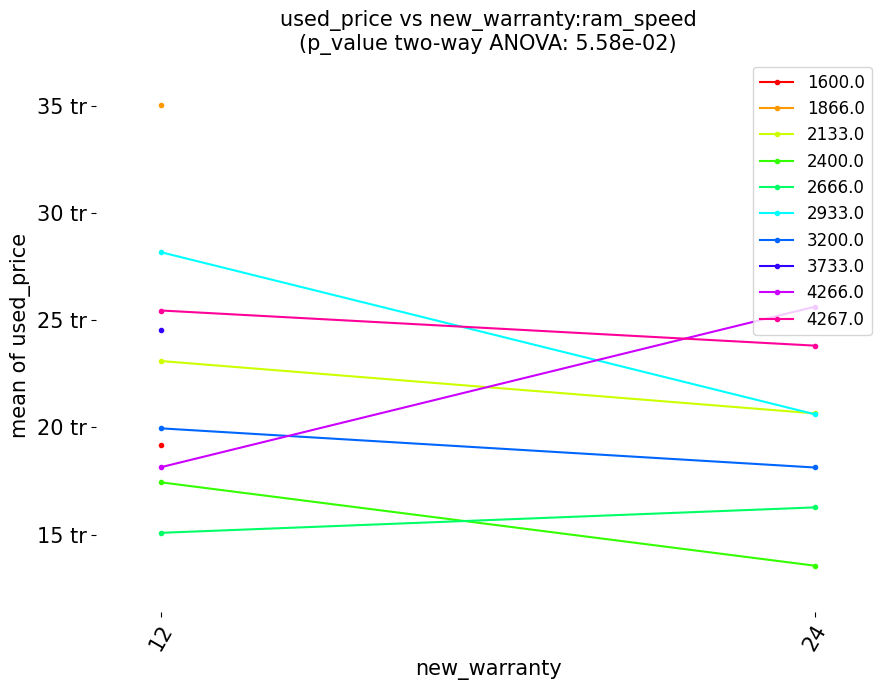 used_price vs new_warranty:ram_speed
(p_value two-way ANOVA: 5.58e-02)
35 tr
30 tr
25 tr
20 tr
15 tr
mean of used_price
1600.0
1866.0
2133.0
2400.0
2666.0
2933.0
3200.0
3733.0
4266.0
4267.0
12
24
new_warranty